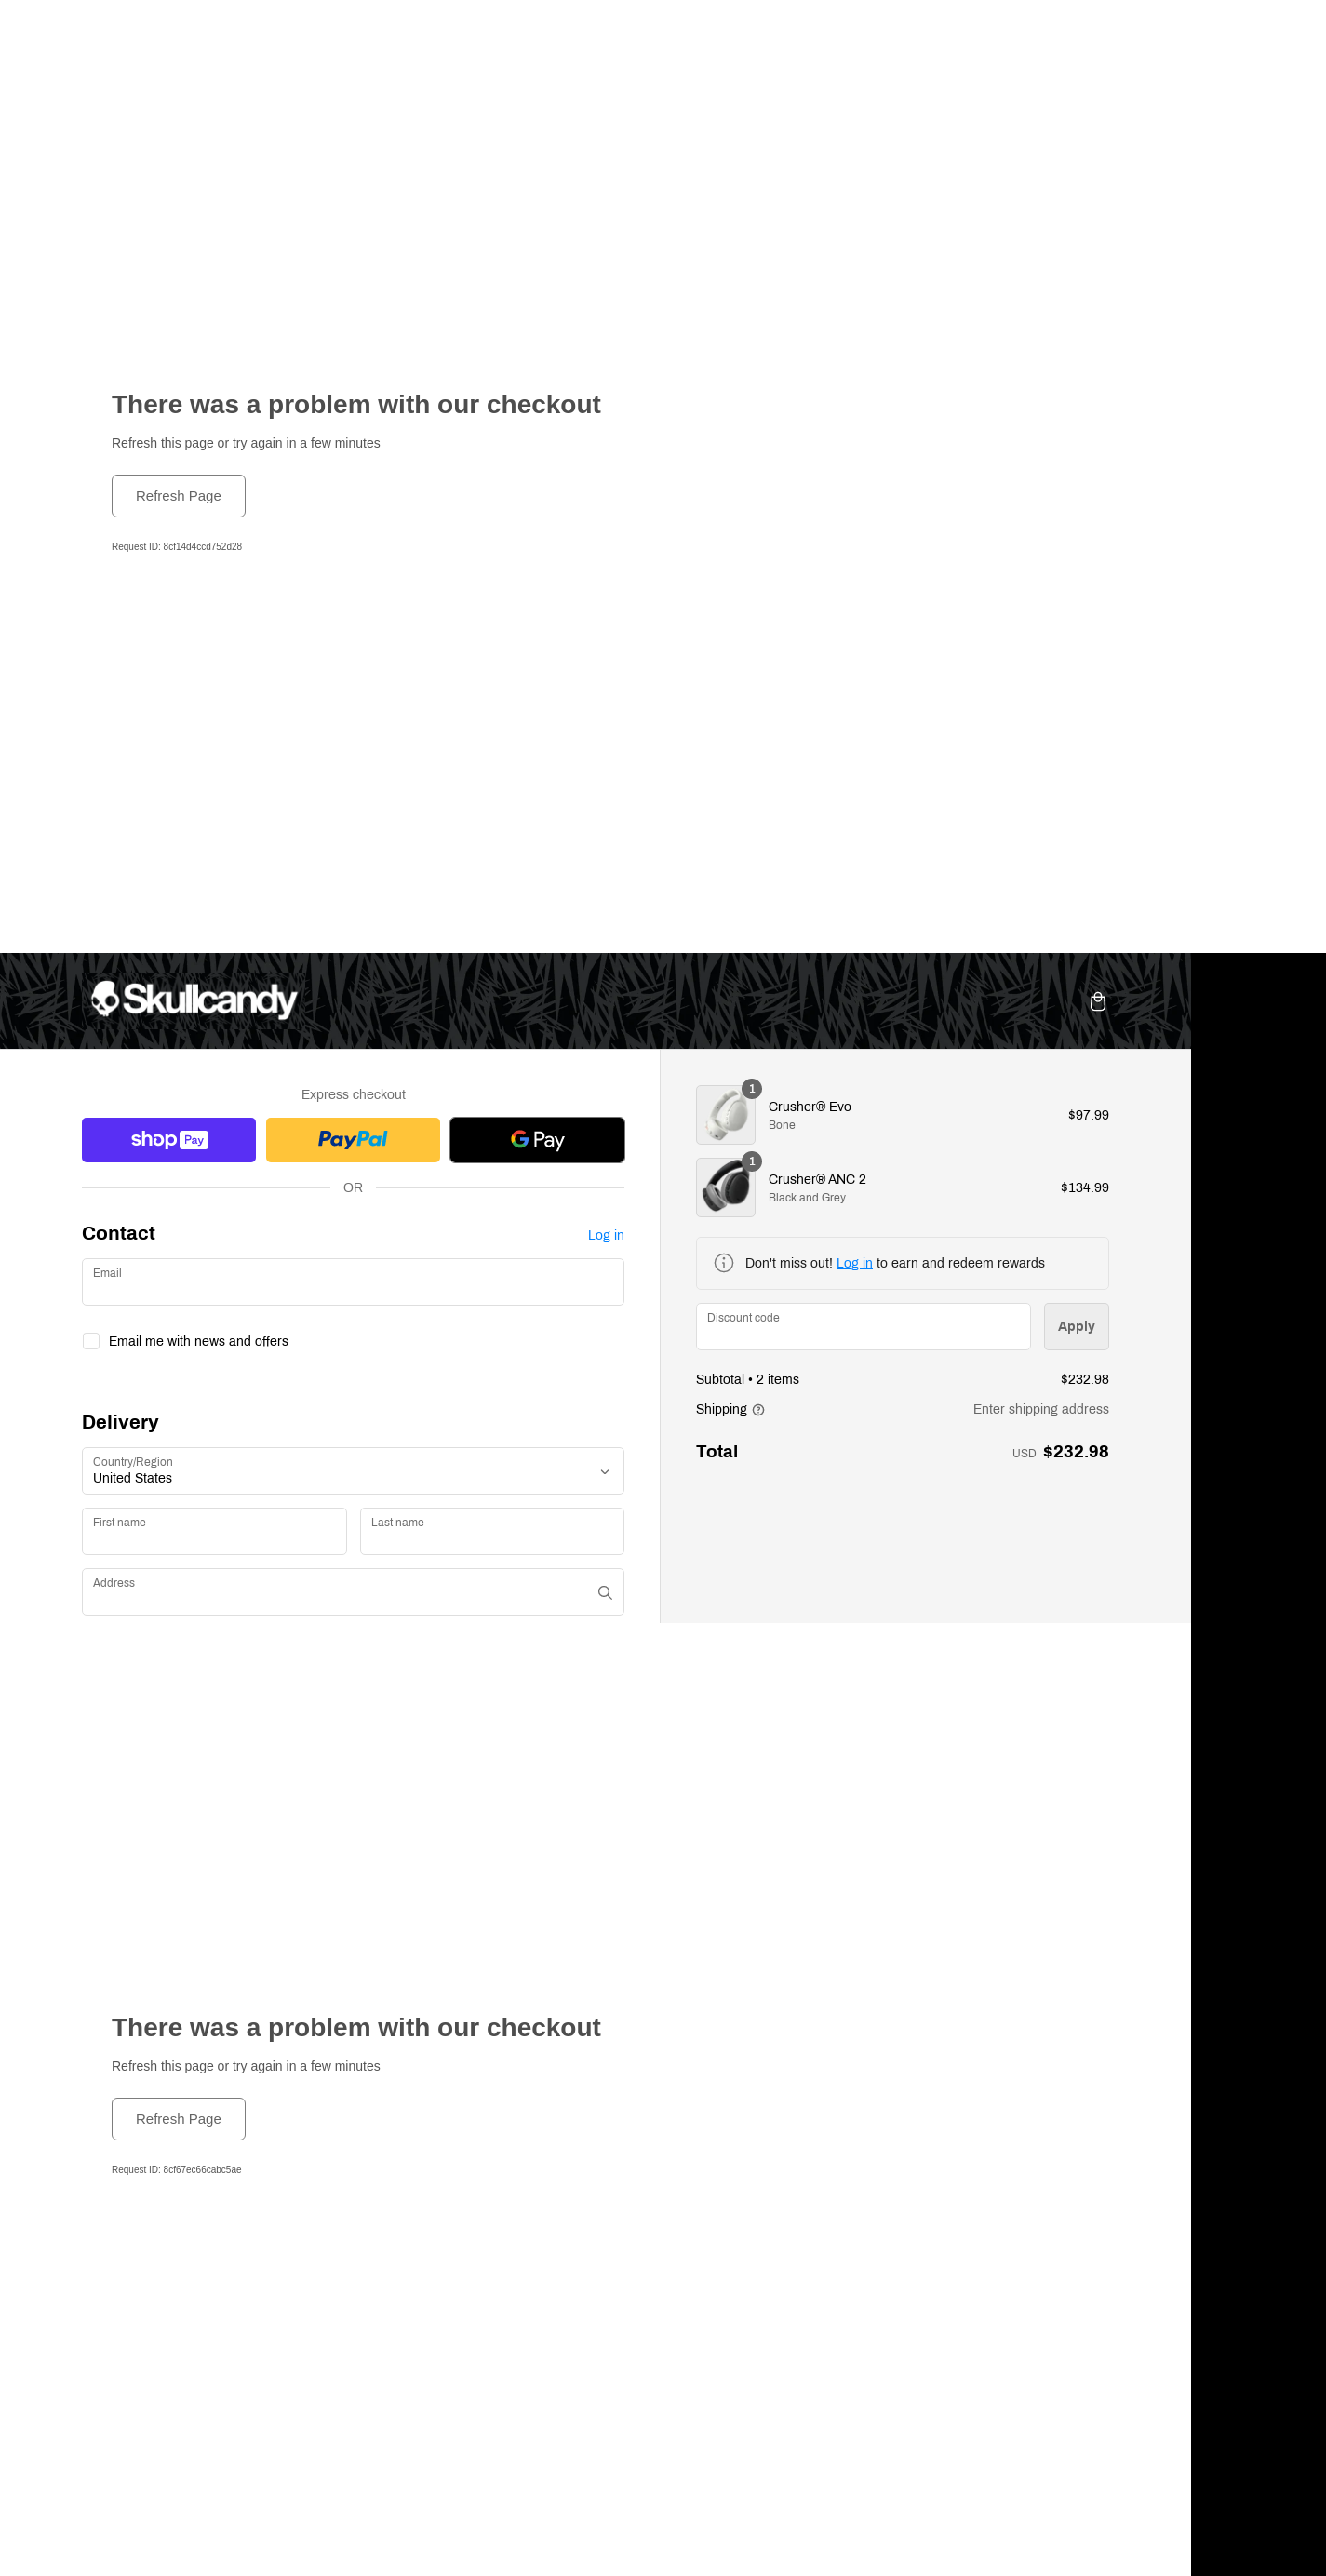 There was a problem with our checkout
Refresh this page or try again in a few minutes
Refresh Page
Request ID: 8cf14d4ccd752d28
Skullcandy
Express checkout
shop Pay
PayPal
G Pay
OR
Contact
Log in
Email
Email me with news and offers
Delivery
Country/Region
United States
First name
Last name
Address
1
Crusher® Evo
$97.99
Bone
1
Crusher® ANC 2
$134.99
Black and Grey
Don't miss out! Log in to earn and redeem rewards
Discount code
Apply
Subtotal • 2 items
$232.98
Shipping
Enter shipping address
Total
USD $232.98
There was a problem with our checkout
Refresh this page or try again in a few minutes
Refresh Page
Request ID: 8cf67ec66cabc5ae